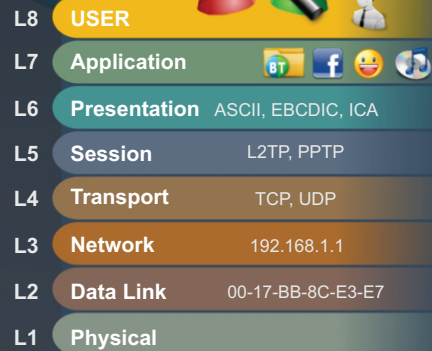 L8 USER
L7 Application BT
L6 Presentation ASCII, EBCDIC, ICA
L5 Session L2TP, PPTP
L4 Transport TCP, UDP
L3 Network 192.168.1.1
L2 Data Link 00-17-BB-8C-E3-E7
L1 Physical